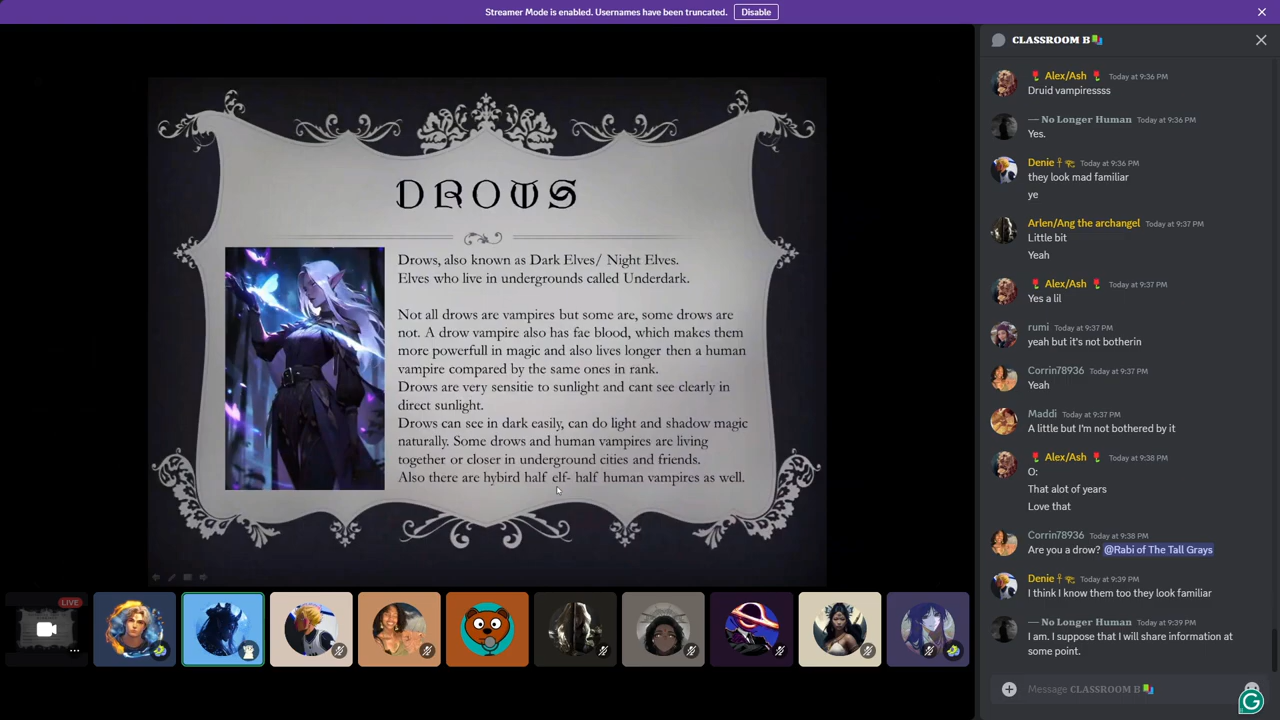 Streamer Mode is enabled. Usernames have been truncated. Disable
CLASSROOM B
DROWS
Drows, also known as Dark Elves/ Night Elves.
Elves who live in undergrounds called Underdark.
Not all drows are vampires but some are, some drows are
not. A drow vampire also has fae blood, which makes them
more powerfull in magic and also lives longer then a human
vampire compared by the same ones in rank.
Drows are very sensitie to sunlight and cant see clearly in
direct sunlight.
Drows can see in dark easily, can do light and shadow magic
naturally. Some drows and human vampires are living
together or closer in underground cities and friends.
Also there are hybird half elf- half human vampires as well.
LIVE
Alex/Ash Today at 9:36 PM
Druid vampiressss
— No Longer Human Today at 9:36 PM
Yes.
Denie Today at 9:36 PM
they look mad familiar
ye
Arlen/Ang the archangel Today at 9:37 PM
Little bit
Yeah
Alex/Ash Today at 9:37 PM
Yes a lil
rumi Today at 9:37 PM
yeah but it's not botherin
Corrin78936 Today at 9:37 PM
Yeah
Maddi Today at 9:37 PM
A little but I'm not bothered by it
Alex/Ash Today at 9:38 PM
O:
That alot of years
Love that
Corrin78936 Today at 9:38 PM
Are you a drow? @Rabi of The Tall Grays
Denie Today at 9:39 PM
I think I know them too they look familiar
— No Longer Human Today at 9:39 PM
I am. I suppose that I will share information at
some point.
Message CLASSROOM B